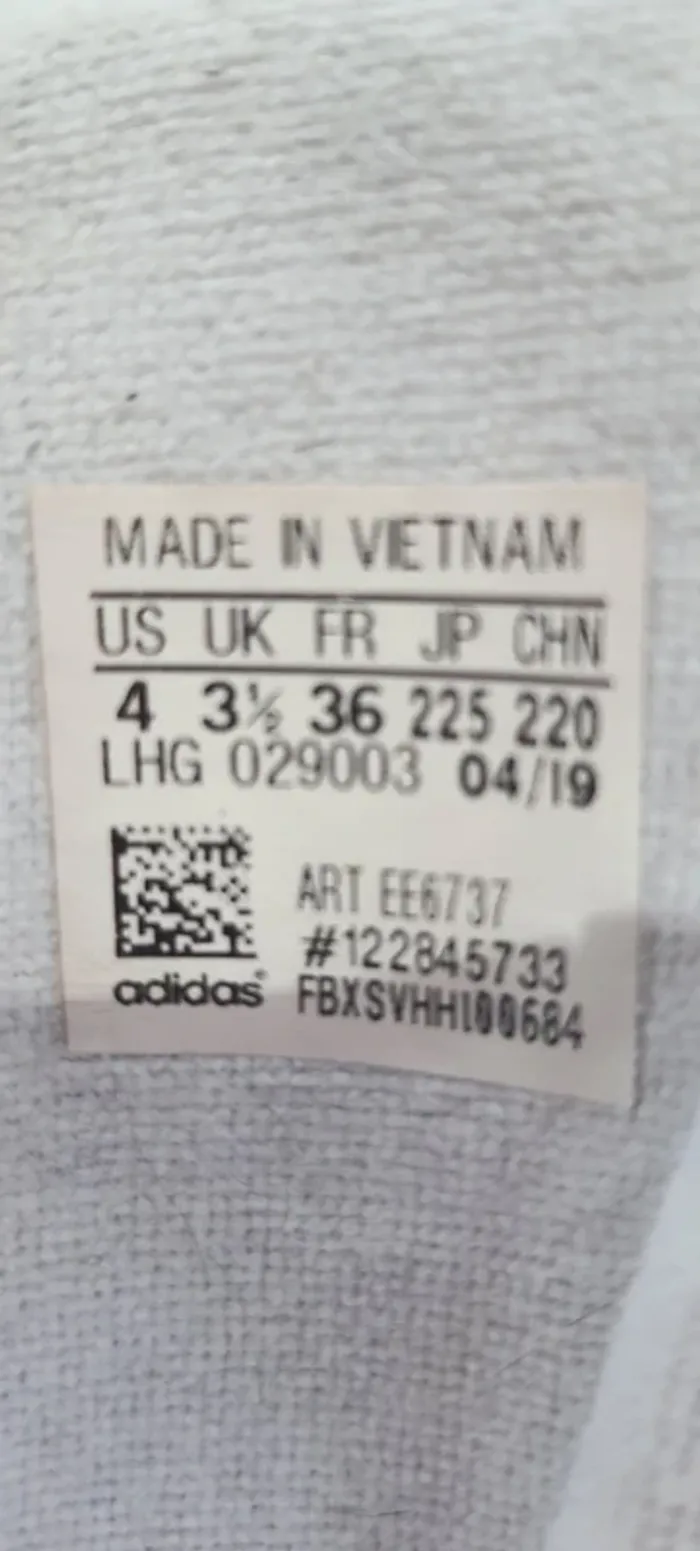 MADE IN VIETNAM
US UK FR JP CHN
4 3½ 36 225 220
LHG 029003 04/19
ART EE6737
#122845733
adidas®
FBXSVHHI00684